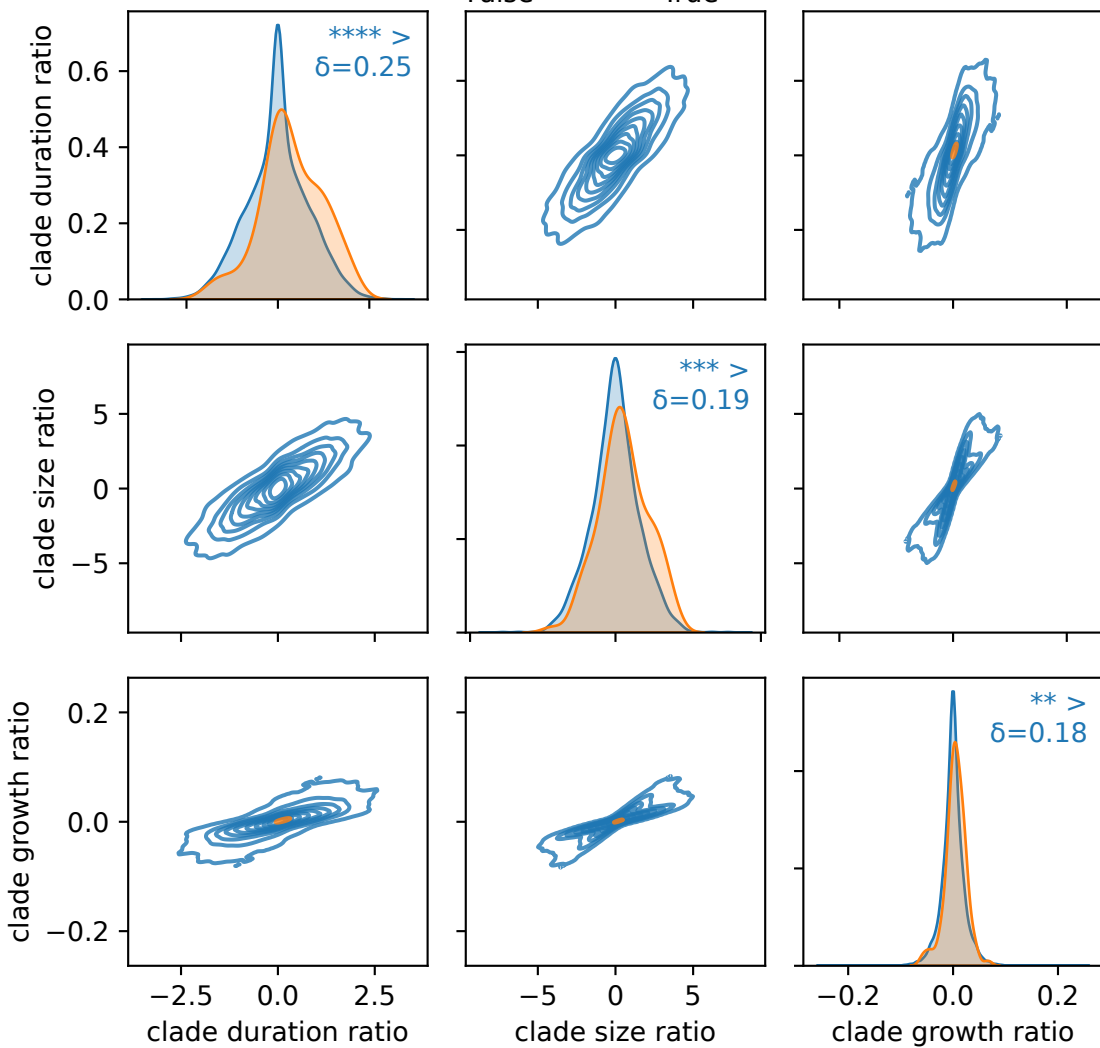 True
clade duration ratio
0.6
0.4
0.2
0.0
**** >
δ=0.25
clade size ratio
5
0
−5
*** >
δ=0.19
clade growth ratio
0.2
0.0
−0.2
** >
δ=0.18
−2.5 0.0 2.5
−5 0 5
−0.2 0.0 0.2
clade duration ratio
clade size ratio
clade growth ratio